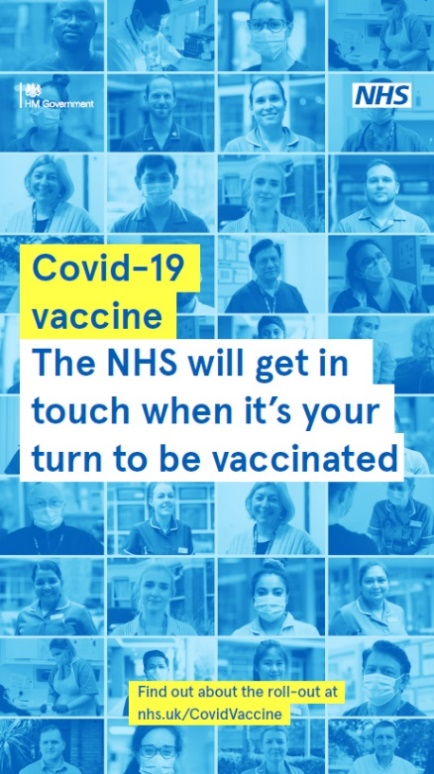 HM Government
NHS
Covid-19
vaccine
The NHS will get in
touch when it's your
turn to be vaccinated
Find out about the roll-out at
nhs.uk/CovidVaccine